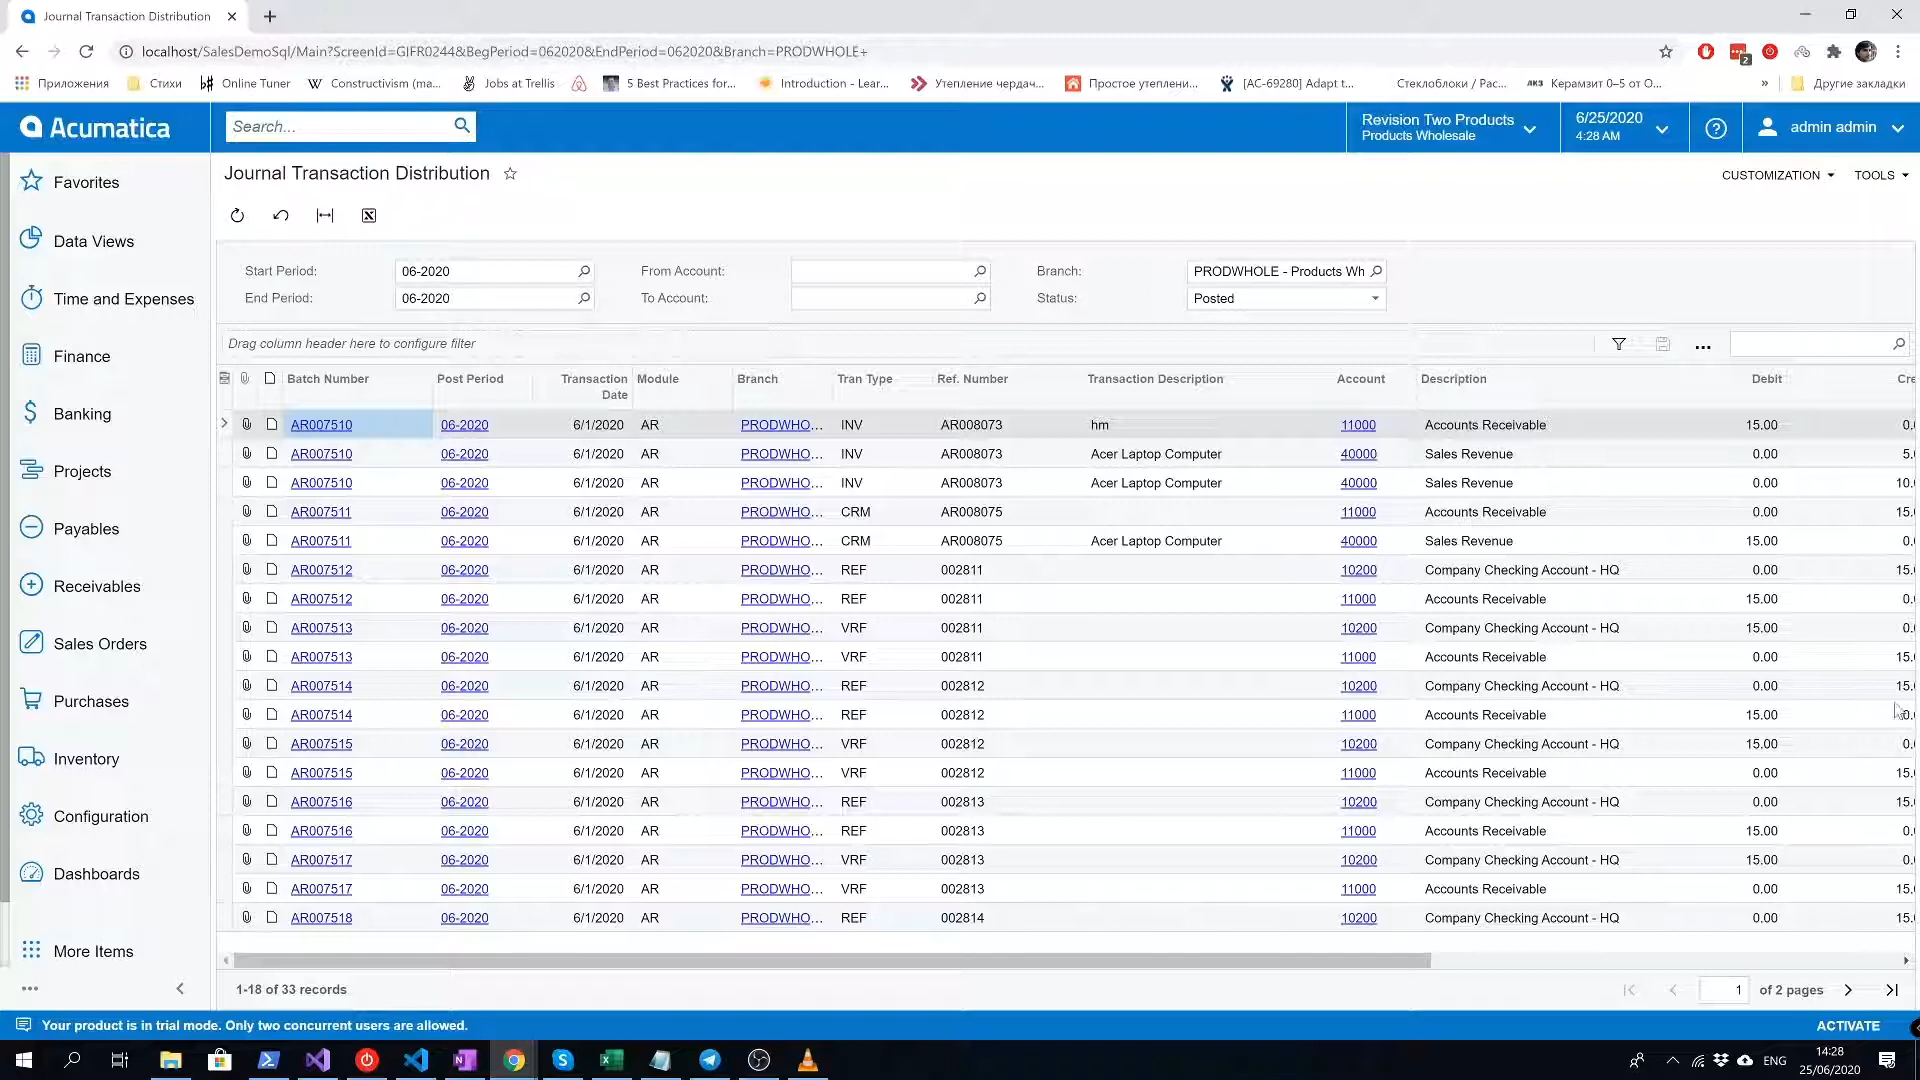 Journal Transaction Distribution
localhost/SalesDemoSql/Main?ScreenId=GIFR0244&BegPeriod=062020&EndPeriod=062020&Branch=PRODWHOLE+
2
Приложения Стихи Online Tuner Constructivism (ma... Jobs at Trellis 5 Best Practices for... Introduction - Lear... Утепление чердач... Простое утеплени... [AC-69280] Adapt t... Стеклоблоки / Рас... Керамзит 0–5 от О... » Другие закладки
Acumatica
Search...
Revision Two Products
Products Wholesale
6/25/2020
4:28 AM
admin admin
Favorites
Data Views
Time and Expenses
Finance
Banking
Projects
Payables
Receivables
Sales Orders
Purchases
Inventory
Configuration
Dashboards
More Items
Journal Transaction Distribution
CUSTOMIZATION TOOLS
Start Period: 06-2020 From Account: Branch: PRODWHOLE - Products Wh
End Period: 06-2020 To Account: Status: Posted
Drag column header here to configure filter
Batch Number Post Period Transaction Date Module Branch Tran Type Ref. Number Transaction Description Account Description Debit Cre
AR007510 06-2020 6/1/2020 AR PRODWHO... INV AR008073 hm 11000 Accounts Receivable 15.00 0.
AR007510 06-2020 6/1/2020 AR PRODWHO... INV AR008073 Acer Laptop Computer 40000 Sales Revenue 0.00 5.
AR007510 06-2020 6/1/2020 AR PRODWHO... INV AR008073 Acer Laptop Computer 40000 Sales Revenue 0.00 10.
AR007511 06-2020 6/1/2020 AR PRODWHO... CRM AR008075 11000 Accounts Receivable 0.00 15.
AR007511 06-2020 6/1/2020 AR PRODWHO... CRM AR008075 Acer Laptop Computer 40000 Sales Revenue 15.00 0.
AR007512 06-2020 6/1/2020 AR PRODWHO... REF 002811 10200 Company Checking Account - HQ 0.00 15.
AR007512 06-2020 6/1/2020 AR PRODWHO... REF 002811 11000 Accounts Receivable 15.00 0.
AR007513 06-2020 6/1/2020 AR PRODWHO... VRF 002811 10200 Company Checking Account - HQ 15.00 0.
AR007513 06-2020 6/1/2020 AR PRODWHO... VRF 002811 11000 Accounts Receivable 0.00 15.
AR007514 06-2020 6/1/2020 AR PRODWHO... REF 002812 10200 Company Checking Account - HQ 0.00 15.
AR007514 06-2020 6/1/2020 AR PRODWHO... REF 002812 11000 Accounts Receivable 15.00 0.
AR007515 06-2020 6/1/2020 AR PRODWHO... VRF 002812 10200 Company Checking Account - HQ 15.00 0.
AR007515 06-2020 6/1/2020 AR PRODWHO... VRF 002812 11000 Accounts Receivable 0.00 15.
AR007516 06-2020 6/1/2020 AR PRODWHO... REF 002813 10200 Company Checking Account - HQ 0.00 15.
AR007516 06-2020 6/1/2020 AR PRODWHO... REF 002813 11000 Accounts Receivable 15.00 0.
AR007517 06-2020 6/1/2020 AR PRODWHO... VRF 002813 10200 Company Checking Account - HQ 15.00 0.
AR007517 06-2020 6/1/2020 AR PRODWHO... VRF 002813 11000 Accounts Receivable 0.00 15.
AR007518 06-2020 6/1/2020 AR PRODWHO... REF 002814 10200 Company Checking Account - HQ 0.00 15.
1-18 of 33 records
1 of 2 pages
Your product is in trial mode. Only two concurrent users are allowed.
ACTIVATE
ENG
14:28
25/06/2020